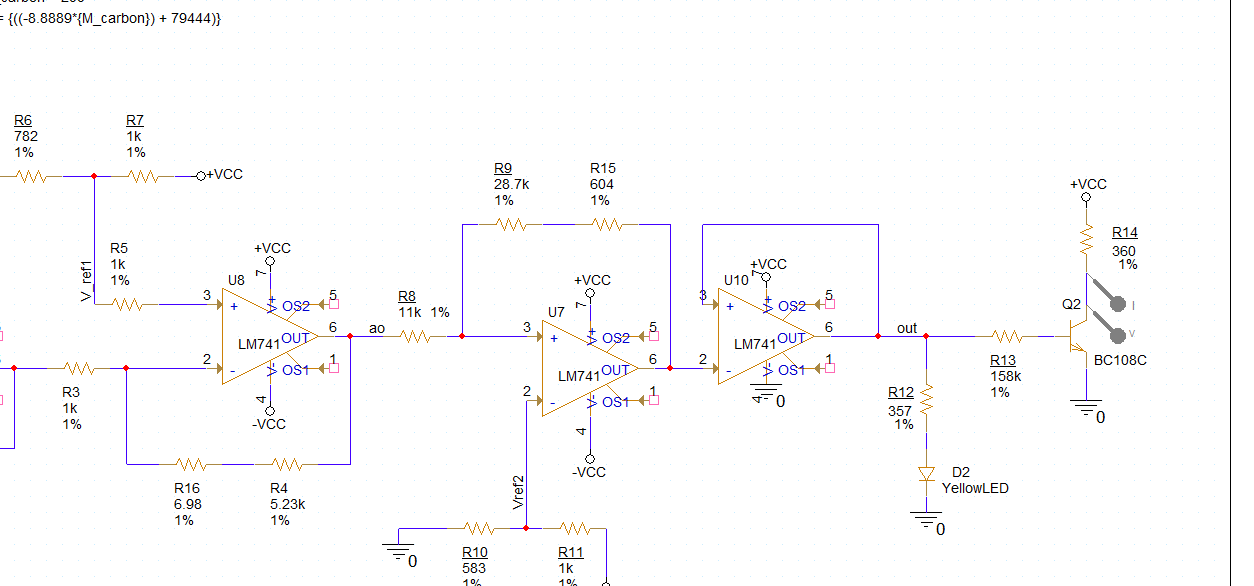 = {((-8.8889*{M_carbon}) + 79444)}
R6
782
1%
R7
1k
1%
+VCC
R9
28.7k
1%
R15
604
1%
+VCC
R14
360
1%
R5
1k
1%
V_ref1
+VCC
7
U8
3
+
V+
OS2
5
6
OUT
LM741
2
-
V-
OS1
1
4
-VCC
ao
R8
11k 1%
+VCC
7
U7
3
+
V+
OS2
5
6
OUT
LM741
2
-
V-
OS1
1
4
-VCC
+VCC
7
U10
3
+
V+
OS2
5
6
OUT
LM741
2
-
V-
OS1
1
4
0
out
Q2
I
V
BC108C
0
R13
158k
1%
R12
357
1%
D2
YellowLED
0
R3
1k
1%
R16
6.98
1%
R4
5.23k
1%
Vref2
0
R10
583
1%
R11
1k
1%